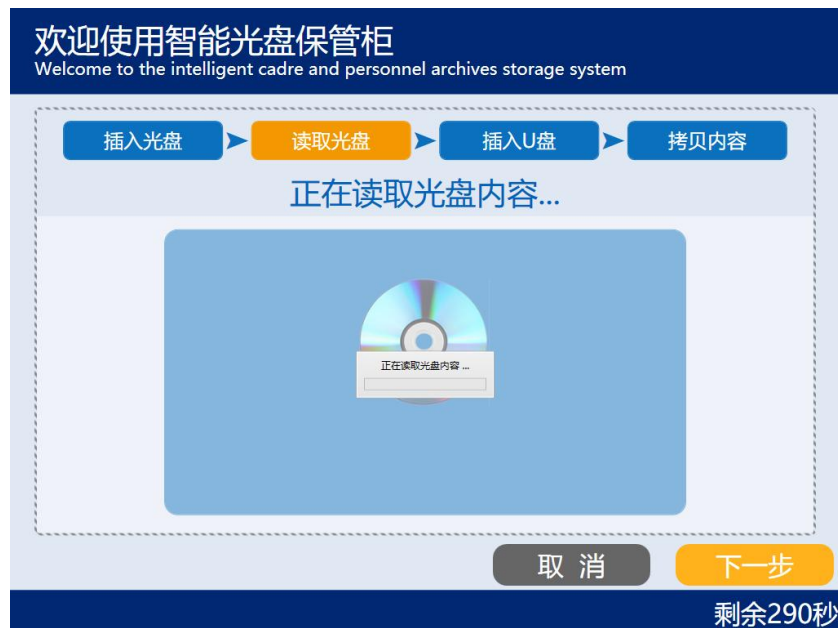 欢迎使用智能光盘保管柜
Welcome to the intelligent cadre and personnel archives storage system
插入光盘 读取光盘 插入U盘 拷贝内容
正在读取光盘内容...
正在读取光盘内容 ...
取 消 下一步
剩余290秒